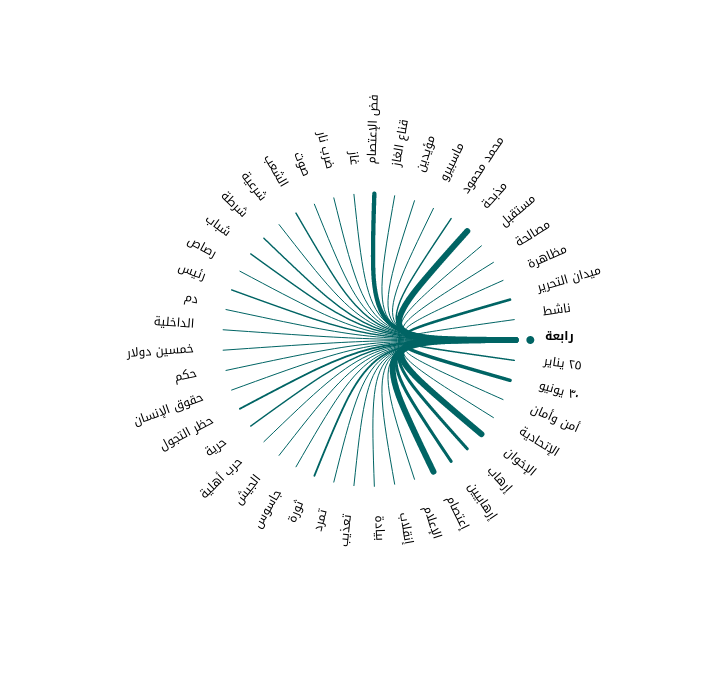 فض الإعتصام
قناع الغاز
مؤيدين
ماسبيرو
محمد محمود
مذبحة
مستقبل
مصالحة
مظاهرة
ميدان التحرير
ناشط
رابعة
٢٥ يناير
٣٠ يونيو
أمن وأمان
الإتحادية
الإخوان
إرهاب
إرهابيين
إعتصام
الإعلام
إنقلاب
بلادة
تعذيب
تمرد
ثورة
جاسوس
الجيش
حرب أهلية
حرية
حظر التجول
حقوق الإنسان
حكم
خمسين دولار
الداخلية
دم
رئيس
رصاص
شباب
شرطة
شرعية
الشعب
صوت
ضرب نار
غاز